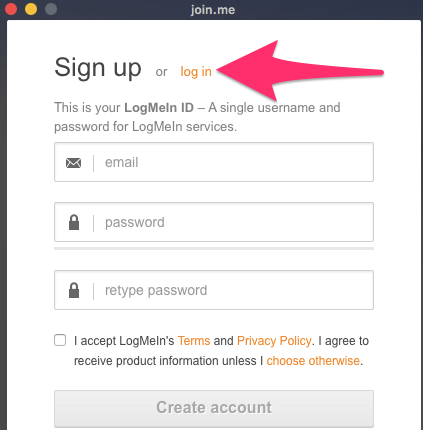 join.me
Sign up or log in
This is your LogMeIn ID – A single username and
password for LogMeIn services.
email
password
retype password
I accept LogMeIn's Terms and Privacy Policy. I agree to
receive product information unless I choose otherwise.
Create account